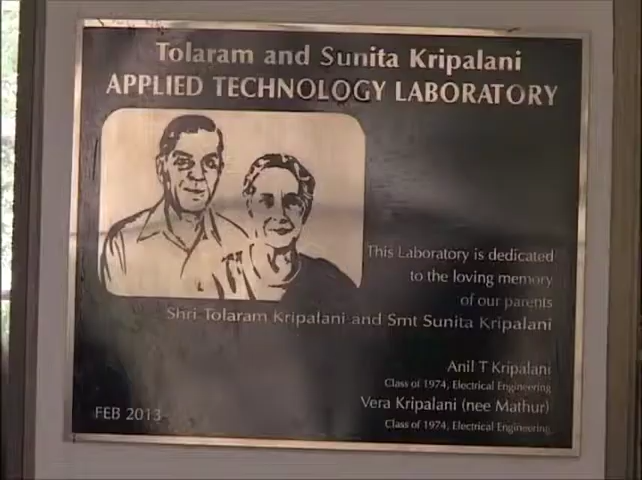 Tolaram and Sunita Kripalani
APPLIED TECHNOLOGY LABORATORY
This Laboratory is dedicated
to the loving memory
of our parents
Shri Tolaram Kripalani and Smt Sunita Kripalani
Anil T Kripalani
Class of 1974, Electrical Engineering
Vera Kripalani (nee Mathur)
Class of 1974, Electrical Engineering
FEB 2013